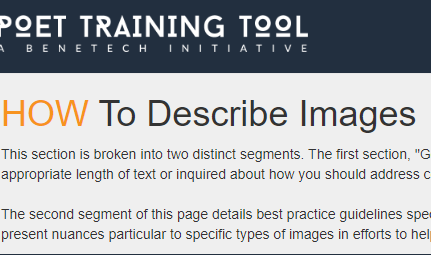 POET TRAINING TOOL
A BENETECH INITIATIVE
HOW To Describe Images
This section is broken into two distinct segments. The first section, "G
appropriate length of text or inquired about how you should address c
The second segment of this page details best practice guidelines spe
present nuances particular to specific types of images in efforts to hel